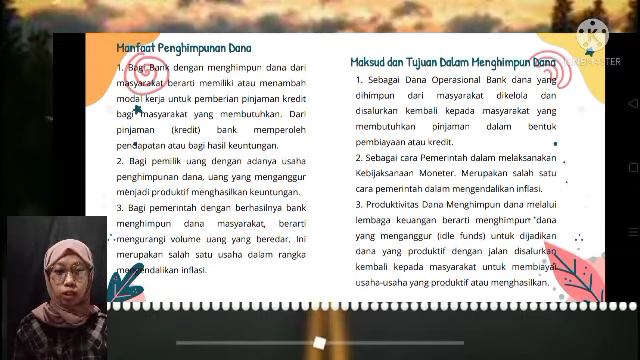 Manfaat Penghimpunan Dana
1. Bagi Bank dengan menghimpun dana dari
masyarakat berarti memiliki atau menambah
modal kerja untuk pemberian pinjaman kredit
bagi masyarakat yang membutuhkan. Dari
pinjaman (kredit) bank memperoleh
pendapatan atau bagi hasil keuntungan.
2. Bagi pemilik uang dengan adanya usaha
penghimpunan dana, uang yang menganggur
menjadi produktif menghasilkan keuntungan.
3. Bagi pemerintah dengan berhasilnya bank
menghimpun dana masyarakat, berarti
mengurangi volume uang yang beredar. Ini
merupakan salah satu usaha dalam rangka
mengendalikan inflasi.
Maksud dan Tujuan Dalam Menghimpun Dana
1. Sebagai Dana Operasional Bank dana yang
dihimpun dari masyarakat dikelola dan
disalurkan kembali kepada masyarakat yang
membutuhkan pinjaman dalam bentuk
pembiayaan atau kredit.
2. Sebagai cara Pemerintah dalam melaksanakan
Kebijaksanaan Moneter. Merupakan salah satu
cara pemerintah dalam mengendalikan inflasi.
3. Produktivitas Dana Menghimpun dana melalui
lembaga keuangan berarti menghimpun dana
yang menganggur (idle funds) untuk dijadikan
dana yang produktif dengan jalan disalurkan
kembali kepada masyarakat untuk membiayai
usaha-usaha yang produktif atau menghasilkan.
KINEMASTER